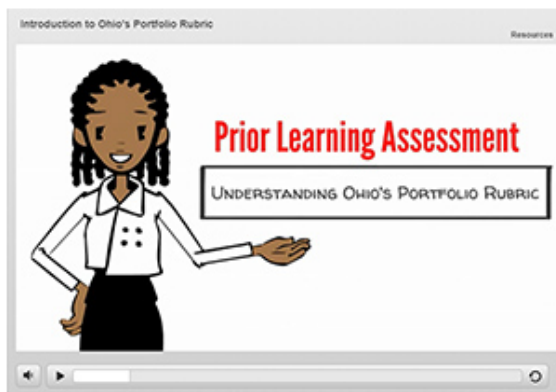 Introduction to Ohio's Portfolio Rubric
Resources
Prior Learning Assessment
UNDERSTANDING OHIO'S PORTFOLIO RUBRIC